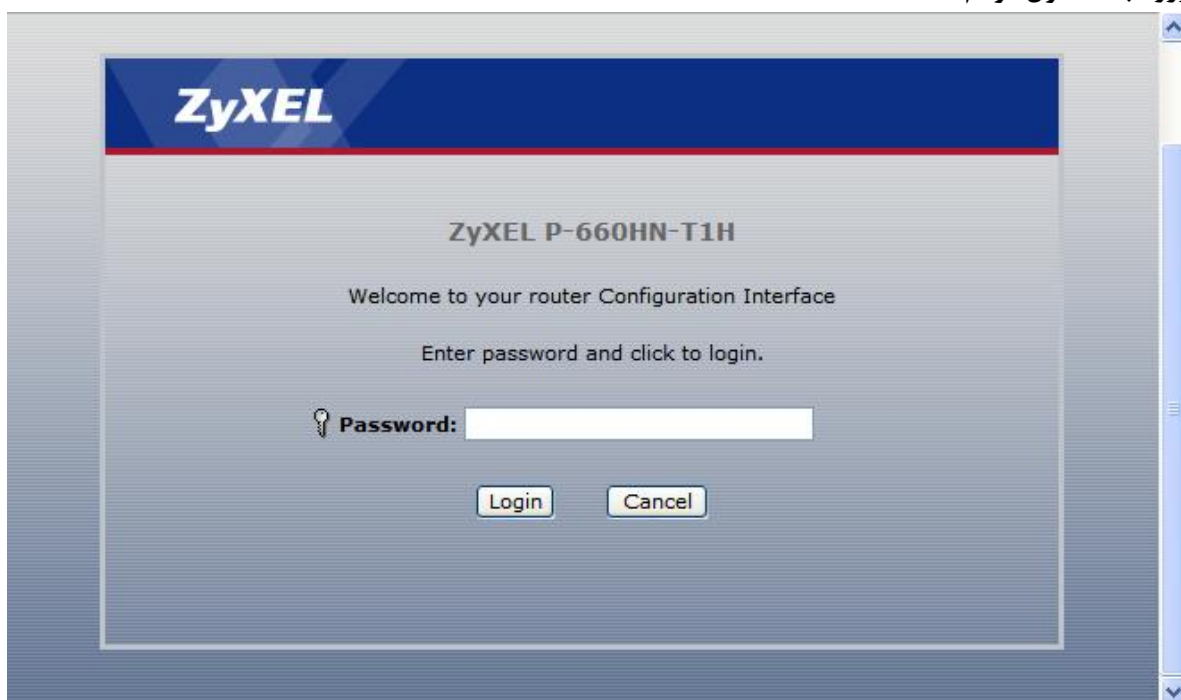 ZyXEL
ZyXEL P-660HN-T1H
Welcome to your router Configuration Interface
Enter password and click to login.
Password:
Login
Cancel